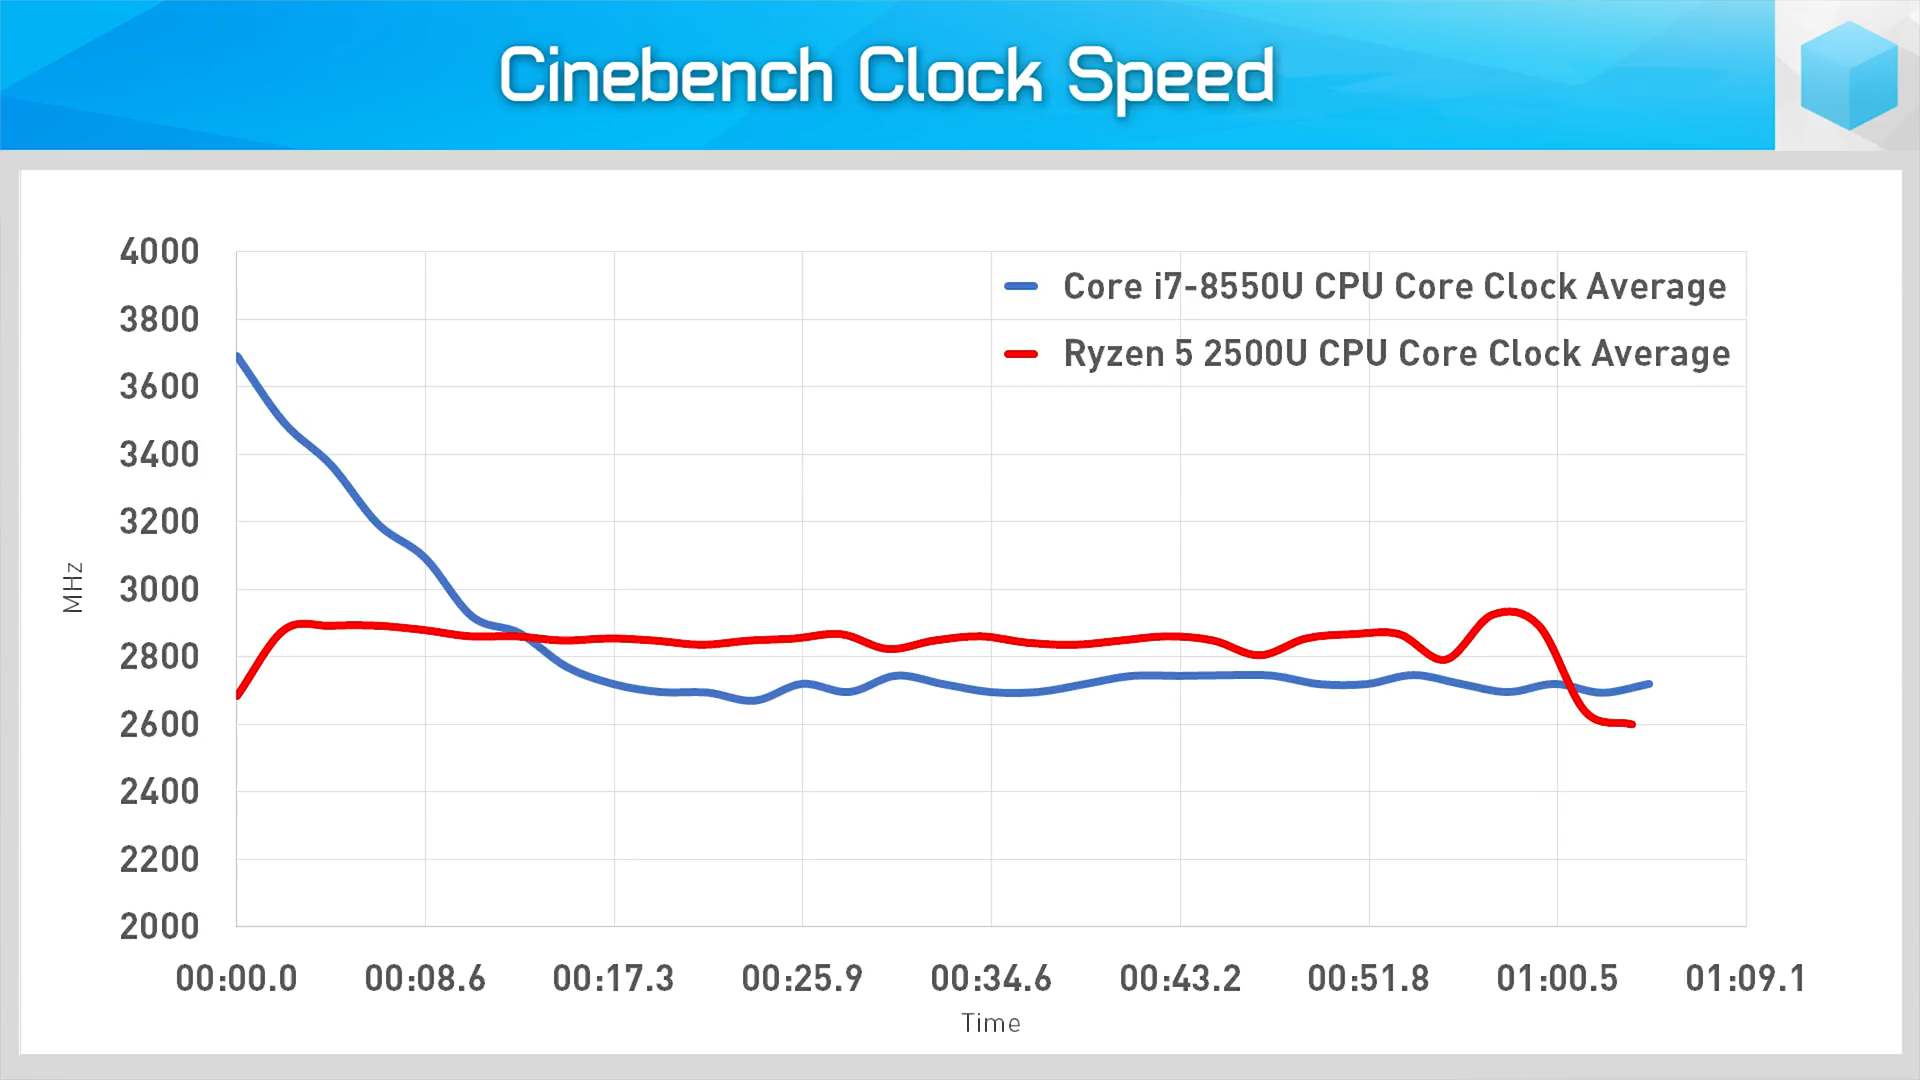 Cinebench Clock Speed
Core i7-8550U CPU Core Clock Average
Ryzen 5 2500U CPU Core Clock Average
4000
3800
3600
3400
3200
3000
2800
2600
2400
2200
2000
MHz
00:00.0 00:08.6 00:17.3 00:25.9 00:34.6 00:43.2 00:51.8 01:00.5 01:09.1
Time